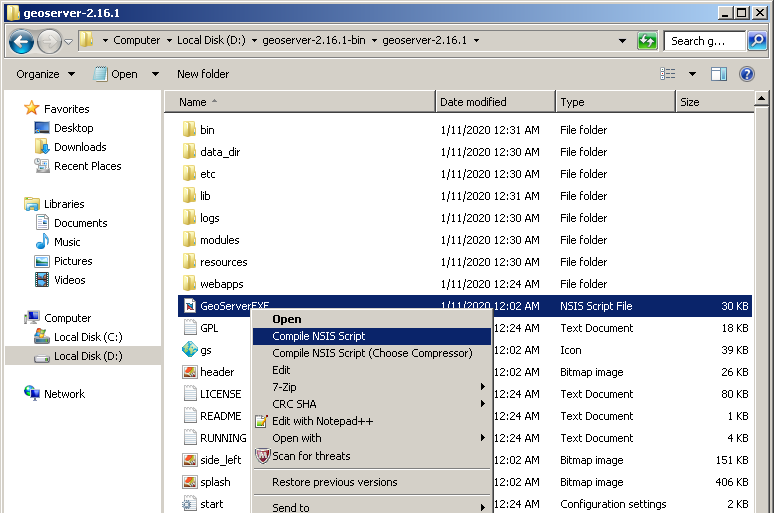 geoserver-2.16.1
Computer Local Disk (D:) geoserver-2.16.1-bin geoserver-2.16.1 Search g...
Organize Open New folder
Name Date modified Type Size
Favorites
Desktop
Downloads
Recent Places
Libraries
Documents
Music
Pictures
Videos
Computer
Local Disk (C:)
Local Disk (D:)
Network
bin 1/11/2020 12:31 AM File folder
data_dir 1/11/2020 12:30 AM File folder
etc 1/11/2020 12:30 AM File folder
lib 1/11/2020 12:31 AM File folder
logs 1/11/2020 12:30 AM File folder
modules 1/11/2020 12:30 AM File folder
resources 1/11/2020 12:30 AM File folder
webapps 1/11/2020 12:24 AM File folder
GeoServerEXE 1/11/2020 12:02 AM NSIS Script File 30 KB
GPL 12:24 AM Text Document 18 KB
gs 12:02 AM Icon 39 KB
header 12:02 AM Bitmap image 26 KB
LICENSE 12:24 AM Text Document 80 KB
README 12:24 AM Text Document 1 KB
RUNNING 12:24 AM Text Document 3 KB
side_left 12:02 AM Bitmap image 151 KB
splash 12:02 AM Bitmap image 406 KB
start 12:24 AM Configuration settings 2 KB
Open
Compile NSIS Script
Compile NSIS Script (Choose Compressor)
Edit
7-Zip
CRC SHA
Edit with Notepad++
Open with
Scan for threats
Restore previous versions
Send to